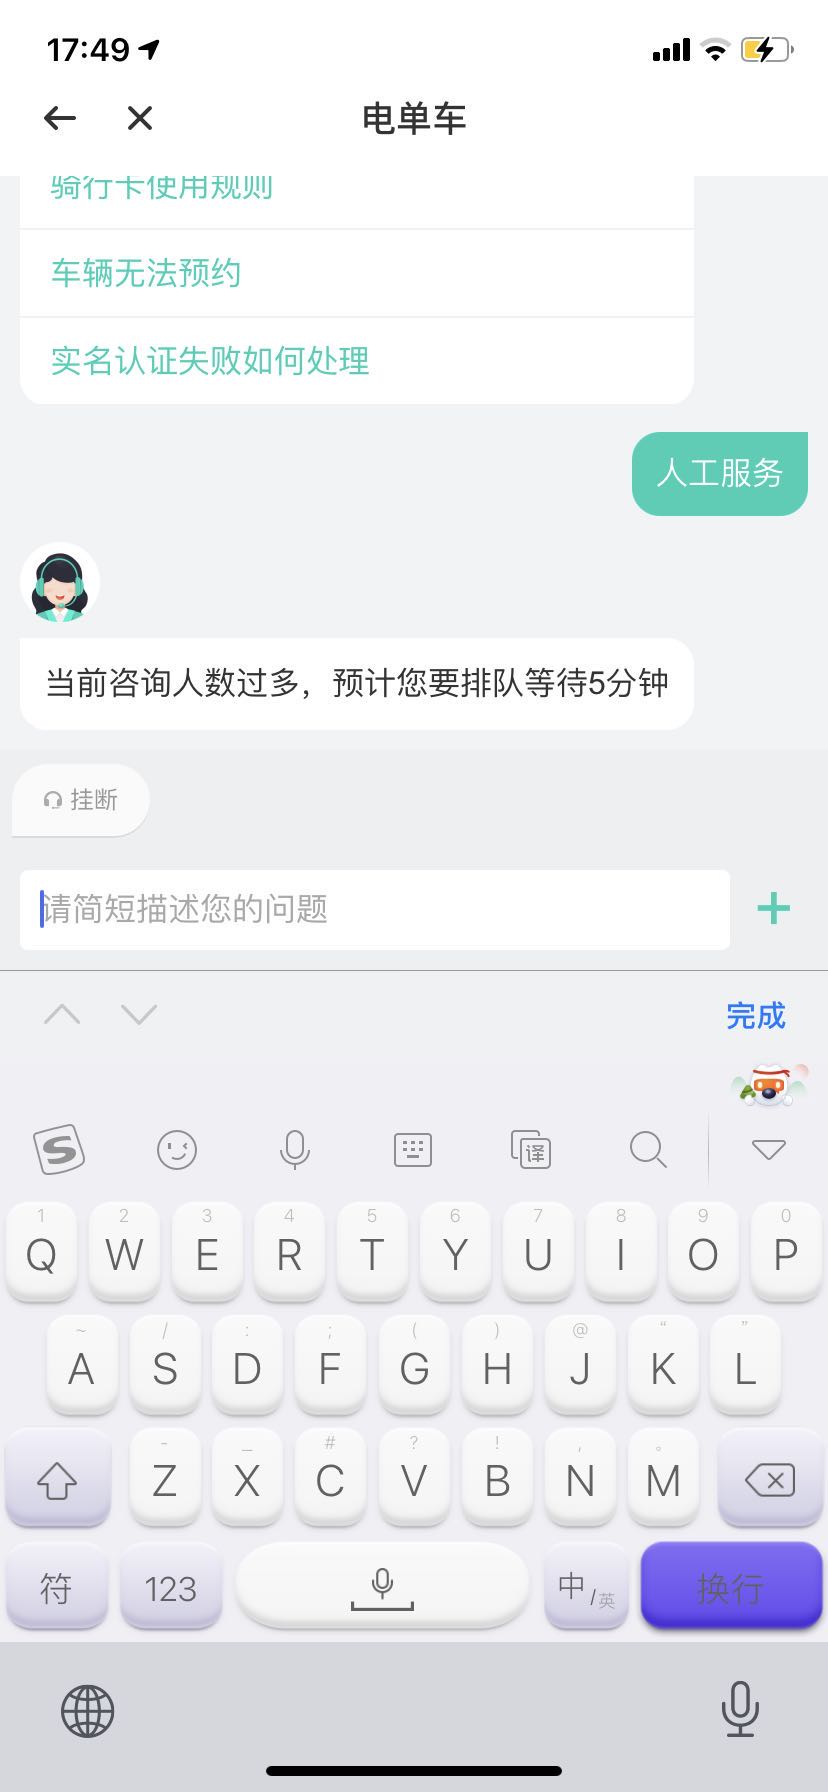 17:49
电单车
骑行卡使用规则
车辆无法预约
实名认证失败如何处理
人工服务
当前咨询人数过多，预计您要排队等待5分钟
挂断
请简短描述您的问题
完成
S 译
1 2 3 4 5 6 7 8 9 0
Q W E R T Y U I O P
~ / : ; ( ) @ “ ”
A S D F G H J K L
- _ # ? ! , 。
Z X C V B N M
符 123 中/英 换行